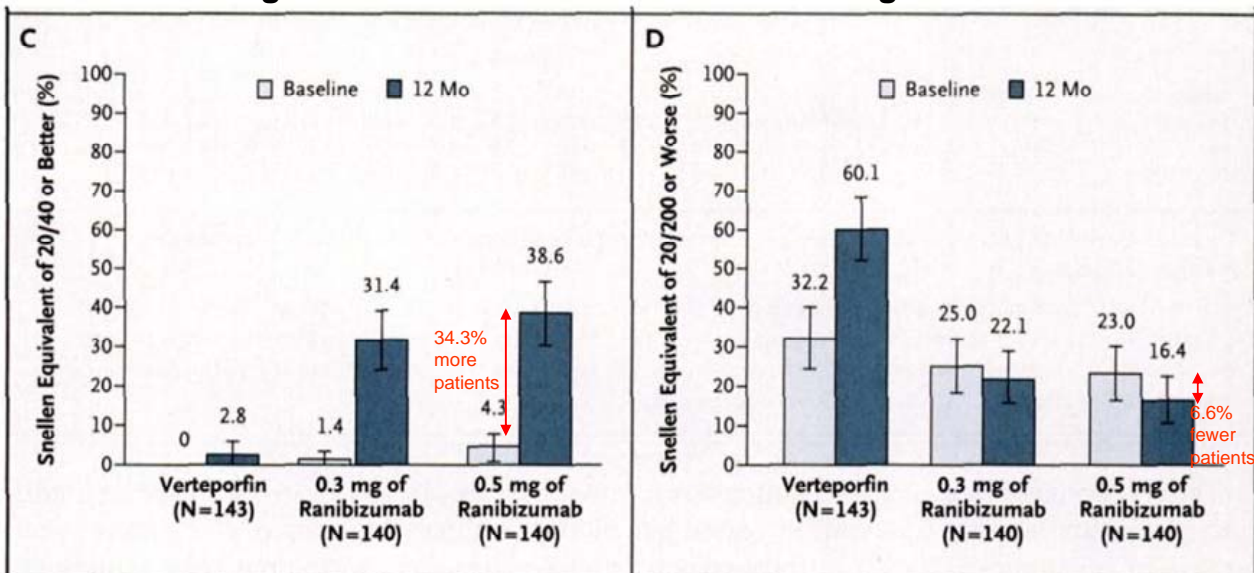 C
Snellen Equivalent of 20/40 or Better (%)
100
90
80
70
60
50
40
30
20
10
0
Baseline 12 Mo
0
2.8
1.4
31.4
4.3
38.6
34.3%
more
patients
Verteporfin
(N=143)
0.3 mg of
Ranibizumab
(N=140)
0.5 mg of
Ranibizumab
(N=140)
D
Snellen Equivalent of 20/200 or Worse (%)
100
90
80
70
60
50
40
30
20
10
0
Baseline 12 Mo
32.2
60.1
25.0
22.1
23.0
16.4
6.6%
fewer
patients
Verteporfin
(N=143)
0.3 mg of
Ranibizumab
(N=140)
0.5 mg of
Ranibizumab
(N=140)